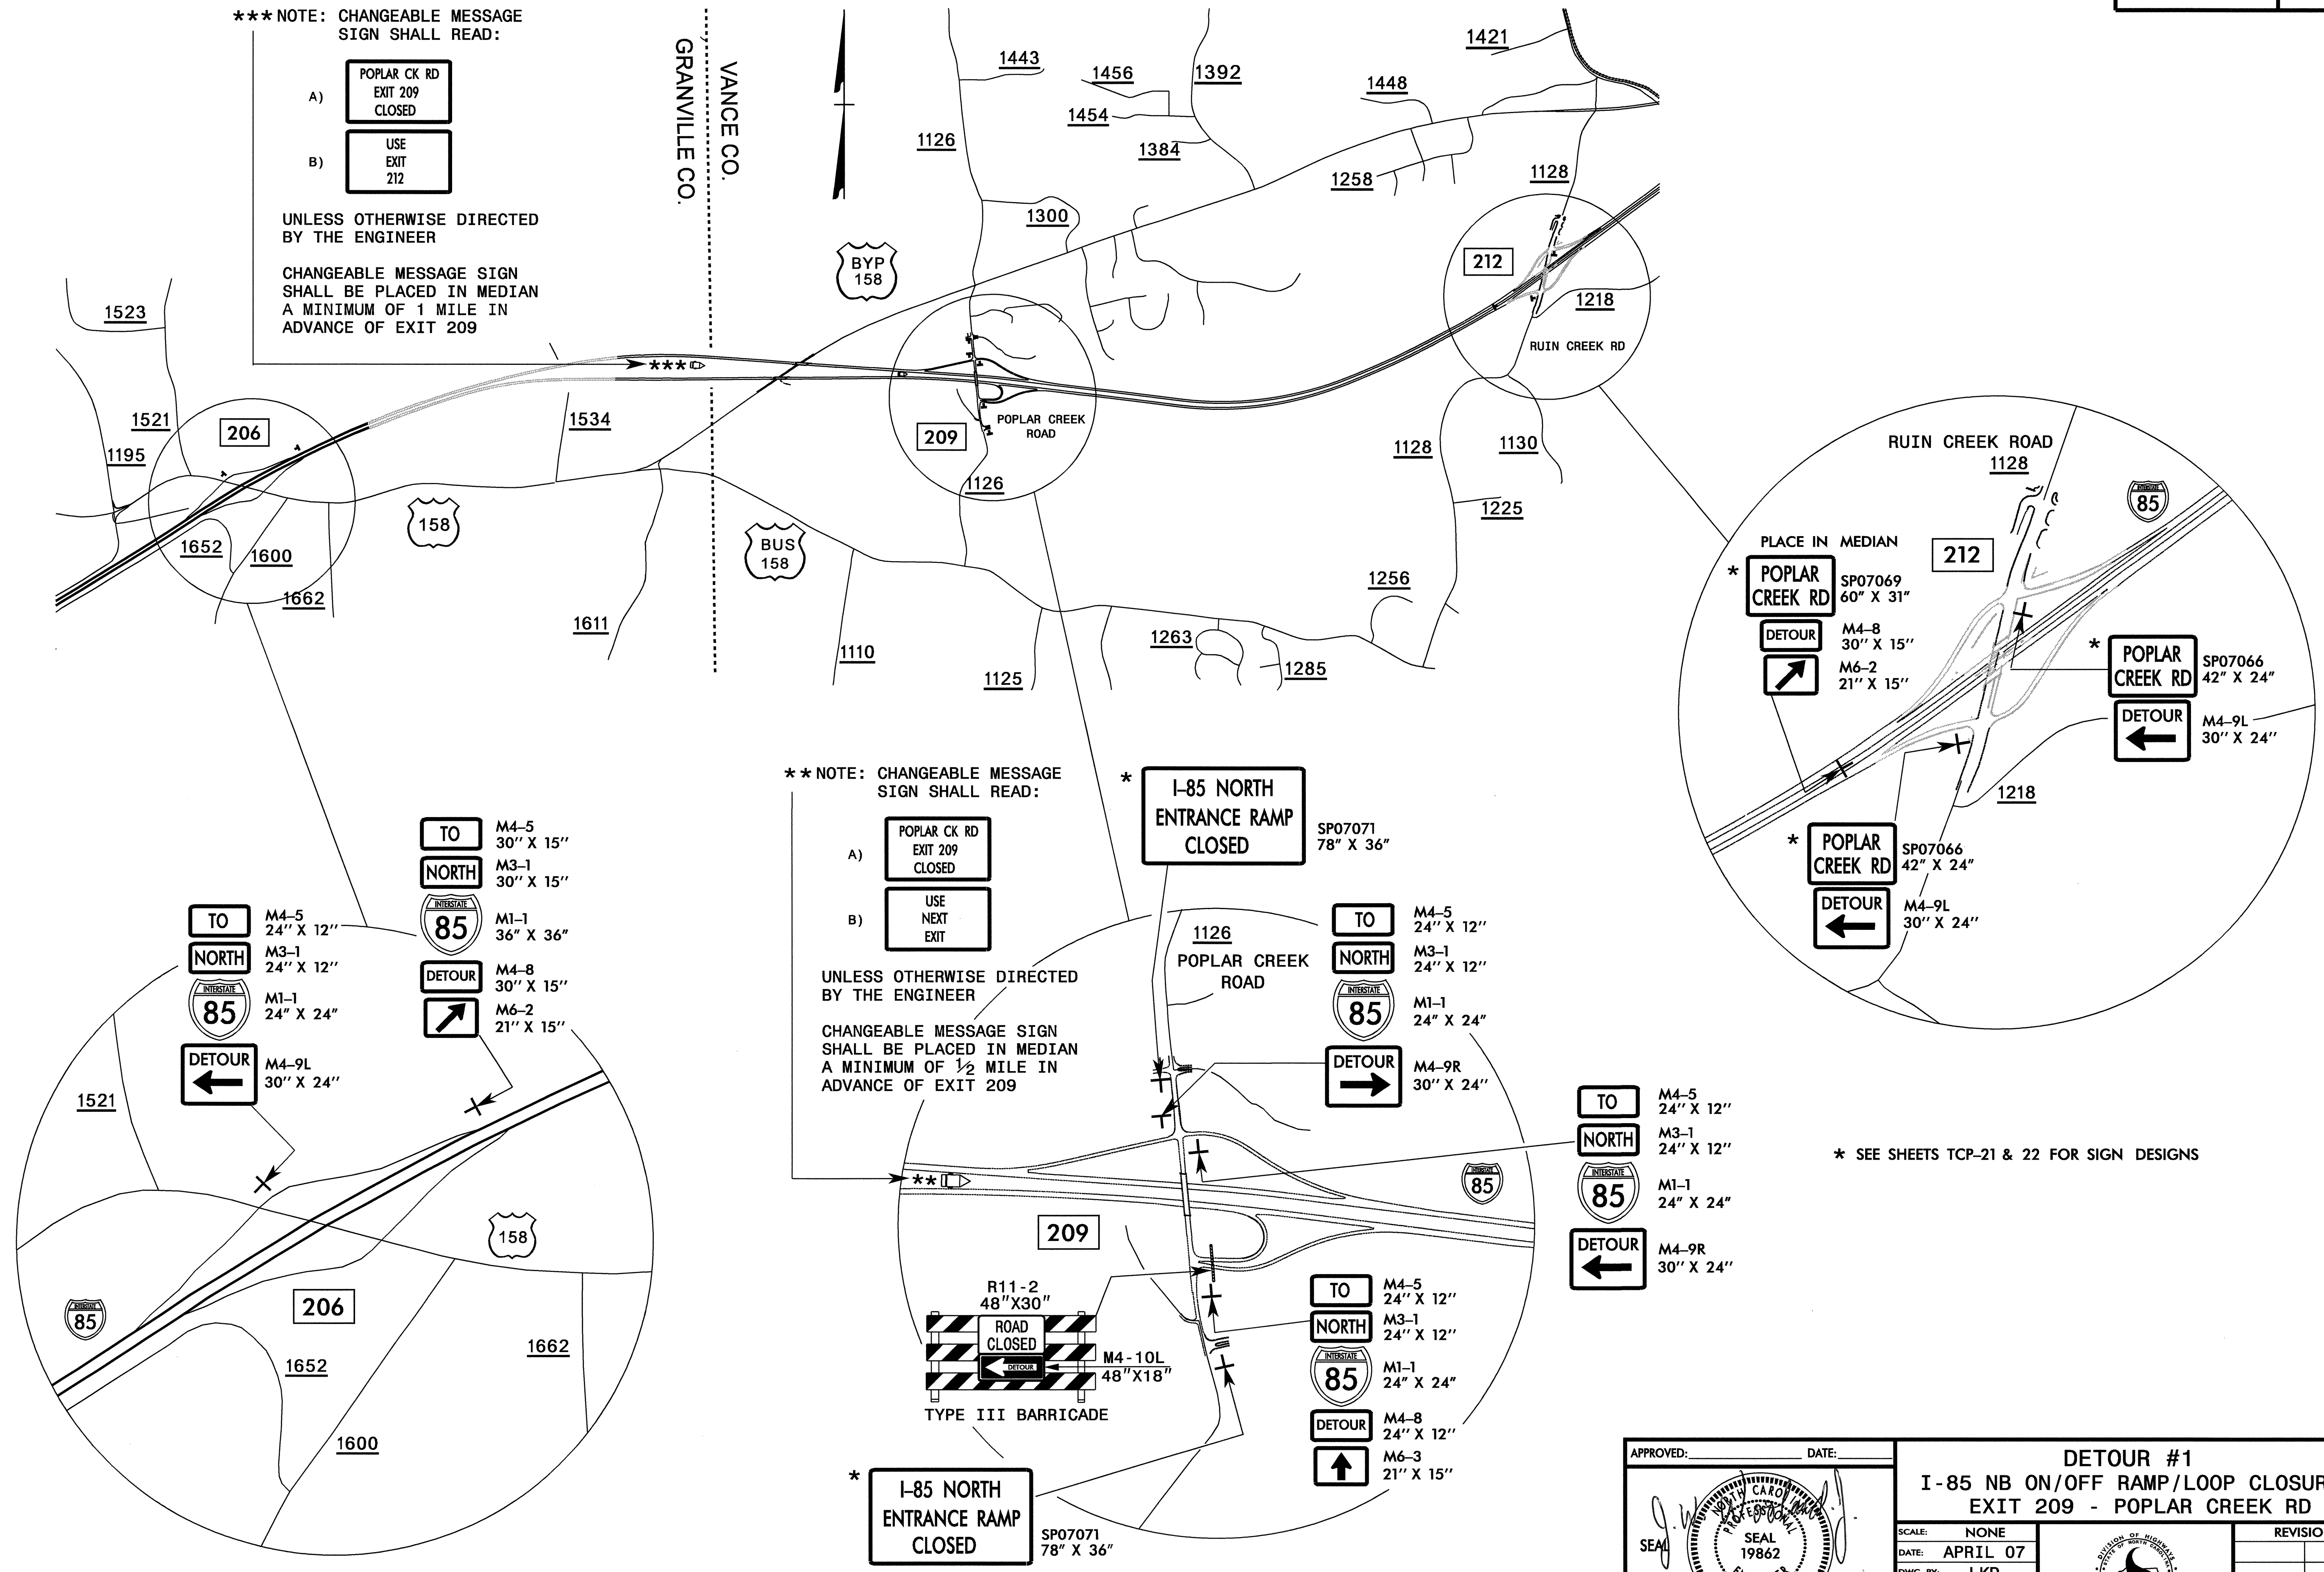 *** NOTE: CHANGEABLE MESSAGE
SIGN SHALL READ:
A)
POPLAR CK RD
EXIT 209
CLOSED
B)
USE
EXIT
212
UNLESS OTHERWISE DIRECTED
BY THE ENGINEER
CHANGEABLE MESSAGE SIGN
SHALL BE PLACED IN MEDIAN
A MINIMUM OF 1 MILE IN
ADVANCE OF EXIT 209
GRANVILLE CO.
VANCE CO.
1443
1456
1392
1421
1448
1454
1126
1384
1258
1128
1300
BYP
158
212
1218
RUIN CREEK RD
1523
***
1521
206
1195
1534
209
POPLAR CREEK
ROAD
1126
1128
1130
1225
158
BUS
158
1652
1600
1662
1611
1110
1125
1263
1285
1256
RUIN CREEK ROAD
1128
INTERSTATE
85
PLACE IN MEDIAN
212
*
POPLAR
CREEK RD
SP07069
60" X 31"
DETOUR
M4-8
30" X 15"
M6-2
21" X 15"
*
POPLAR
CREEK RD
SP07066
42" X 24"
DETOUR
M4-9L
30" X 24"
1218
*
POPLAR
CREEK RD
SP07066
42" X 24"
DETOUR
M4-9L
30" X 24"
TO
M4-5
24" X 12"
NORTH
M3-1
24" X 12"
INTERSTATE
85
M1-1
24" X 24"
DETOUR
M4-9L
30" X 24"
TO
M4-5
30" X 15"
NORTH
M3-1
30" X 15"
INTERSTATE
85
M1-1
36" X 36"
DETOUR
M4-8
30" X 15"
M6-2
21" X 15"
1521
158
INTERSTATE
85
206
1652
1662
1600
** NOTE: CHANGEABLE MESSAGE
SIGN SHALL READ:
A)
POPLAR CK RD
EXIT 209
CLOSED
B)
USE
NEXT
EXIT
UNLESS OTHERWISE DIRECTED
BY THE ENGINEER
CHANGEABLE MESSAGE SIGN
SHALL BE PLACED IN MEDIAN
A MINIMUM OF ½ MILE IN
ADVANCE OF EXIT 209
*
I-85 NORTH
ENTRANCE RAMP
CLOSED
SP07071
78" X 36"
1126
POPLAR CREEK
ROAD
TO
M4-5
24" X 12"
NORTH
M3-1
24" X 12"
INTERSTATE
85
M1-1
24" X 24"
DETOUR
M4-9R
30" X 24"
**
INTERSTATE
85
209
TO
M4-5
24" X 12"
NORTH
M3-1
24" X 12"
INTERSTATE
85
M1-1
24" X 24"
DETOUR
M4-9R
30" X 24"
R11-2
48"X30"
ROAD
CLOSED
DETOUR
M4-10L
48"X18"
TYPE III BARRICADE
TO
M4-5
24" X 12"
NORTH
M3-1
24" X 12"
INTERSTATE
85
M1-1
24" X 24"
DETOUR
M4-8
24" X 12"
M6-3
21" X 15"
*
I-85 NORTH
ENTRANCE RAMP
CLOSED
SP07071
78" X 36"
* SEE SHEETS TCP-21 & 22 FOR SIGN DESIGNS
APPROVED: DATE:
SEAL
NORTH CAROLINA
PROFESSIONAL
SEAL
19862
DETOUR #1
I-85 NB ON/OFF RAMP/LOOP CLOSUR
EXIT 209 - POPLAR CREEK RD
SCALE: NONE
DATE: APRIL 07
DIVISION OF HIGHWAYS
STATE OF NORTH CAROLINA
REVISIO